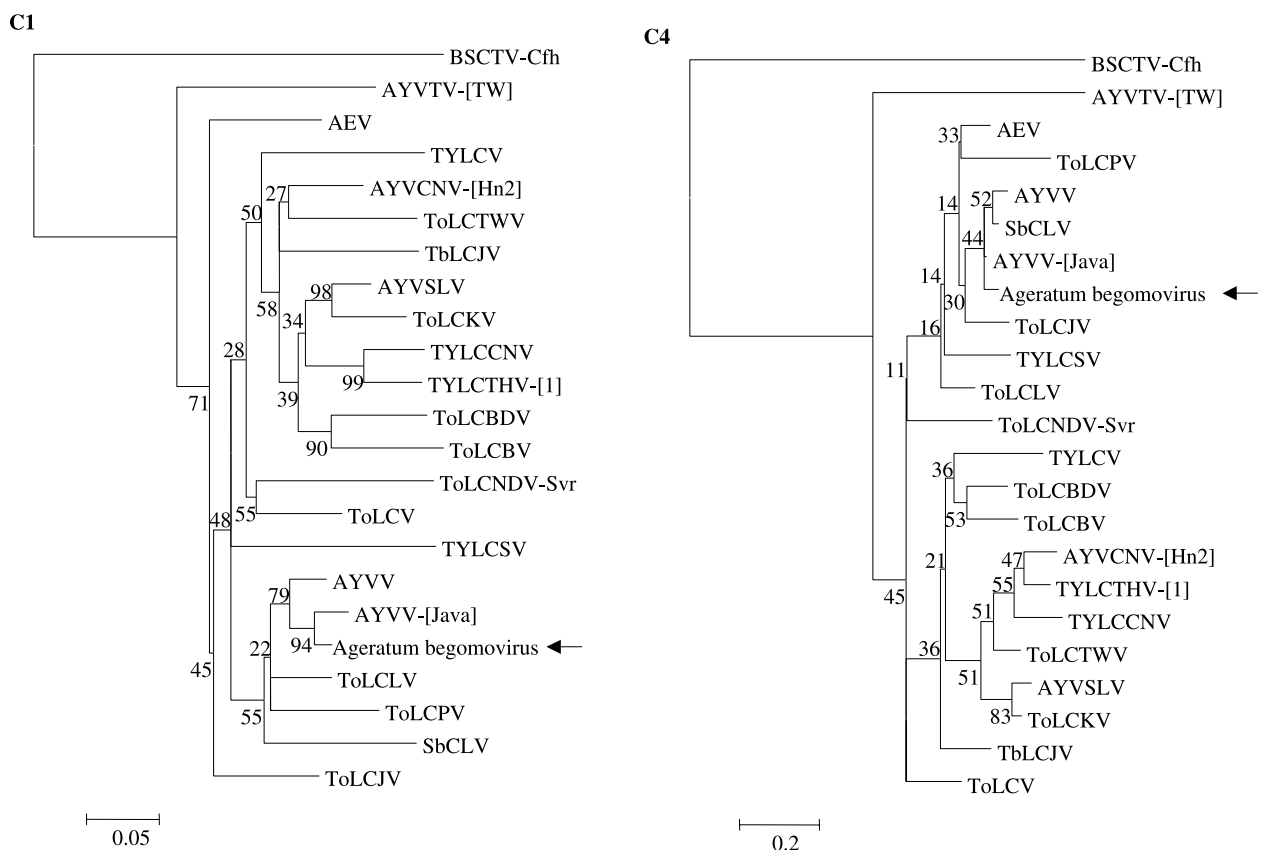 C1
BSCTV-Cfh
AYVTV-[TW]
AEV
TYLCV
AYVCNV-[Hn2]
27
50
ToLCTWV
TbLCJV
AYVSLV
98
58
34
ToLCKV
28
TYLCCNV
99
TYLCTHV-[1]
71
39
ToLCBDV
90
ToLCBV
ToLCNDV-Svr
48
55
ToLCV
TYLCSV
AYVV
79
AYVV-[Java]
94
Ageratum begomovirus
22
45
ToLCLV
ToLCPV
55
SbCLV
ToLCJV
0.05
C4
BSCTV-Cfh
AYVTV-[TW]
AEV
33
ToLCPV
AYVV
52
14
SbCLV
44
AYVV-[Java]
14
Ageratum begomovirus
30
16
ToLCJV
TYLCSV
11
ToLCLV
ToLCNDV-Svr
TYLCV
36
ToLCBDV
53
ToLCBV
AYVCNV-[Hn2]
47
21
TYLCTHV-[1]
55
45
51
TYLCCNV
ToLCTWV
36
51
AYVSLV
83
ToLCKV
TbLCJV
ToLCV
0.2